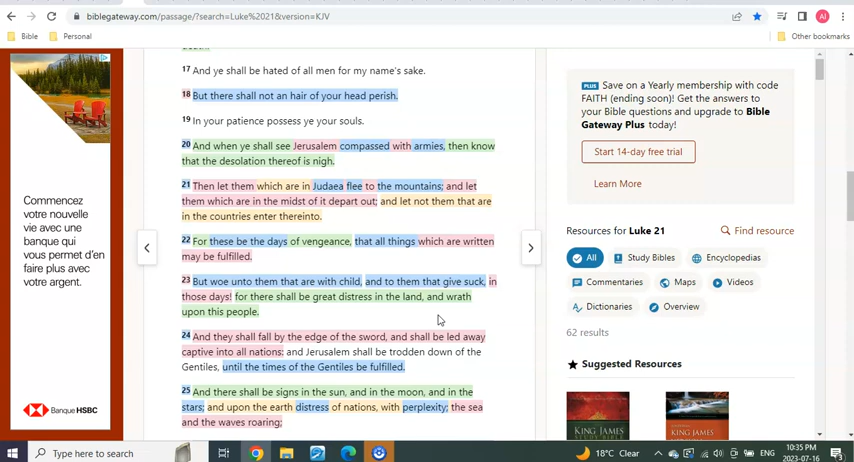 biblegateway.com/passage/?search=Luke%2021&version=KJV
AI
Bible
Personal
Other bookmarks
Commencez
votre nouvelle
vie avec une
banque qui
vous permet d'en
faire plus avec
votre argent.
Banque HSBC
17 And ye shall be hated of all men for my name's sake.
18 But there shall not an hair of your head perish.
19 In your patience possess ye your souls.
20 And when ye shall see Jerusalem compassed with armies, then know
that the desolation thereof is nigh.
21 Then let them which are in Judaea flee to the mountains; and let
them which are in the midst of it depart out; and let not them that are
in the countries enter thereinto.
22 For these be the days of vengeance, that all things which are written
may be fulfilled.
23 But woe unto them that are with child, and to them that give suck, in
those days! for there shall be great distress in the land, and wrath
upon this people.
24 And they shall fall by the edge of the sword, and shall be led away
captive into all nations: and Jerusalem shall be trodden down of the
Gentiles, until the times of the Gentiles be fulfilled.
25 And there shall be signs in the sun, and in the moon, and in the
stars; and upon the earth distress of nations, with perplexity; the sea
and the waves roaring;
PLUS Save on a Yearly membership with code
FAITH (ending soon)! Get the answers to
your Bible questions and upgrade to Bible
Gateway Plus today!
Start 14-day free trial
Learn More
Resources for Luke 21
Find resource
All
Study Bibles
Encyclopedias
Commentaries
Maps
Videos
Dictionaries
Overview
62 results
Suggested Resources
KING JAMES
KING JAMES
Type here to search
18°C Clear
ENG
10:35 PM
2023-07-16